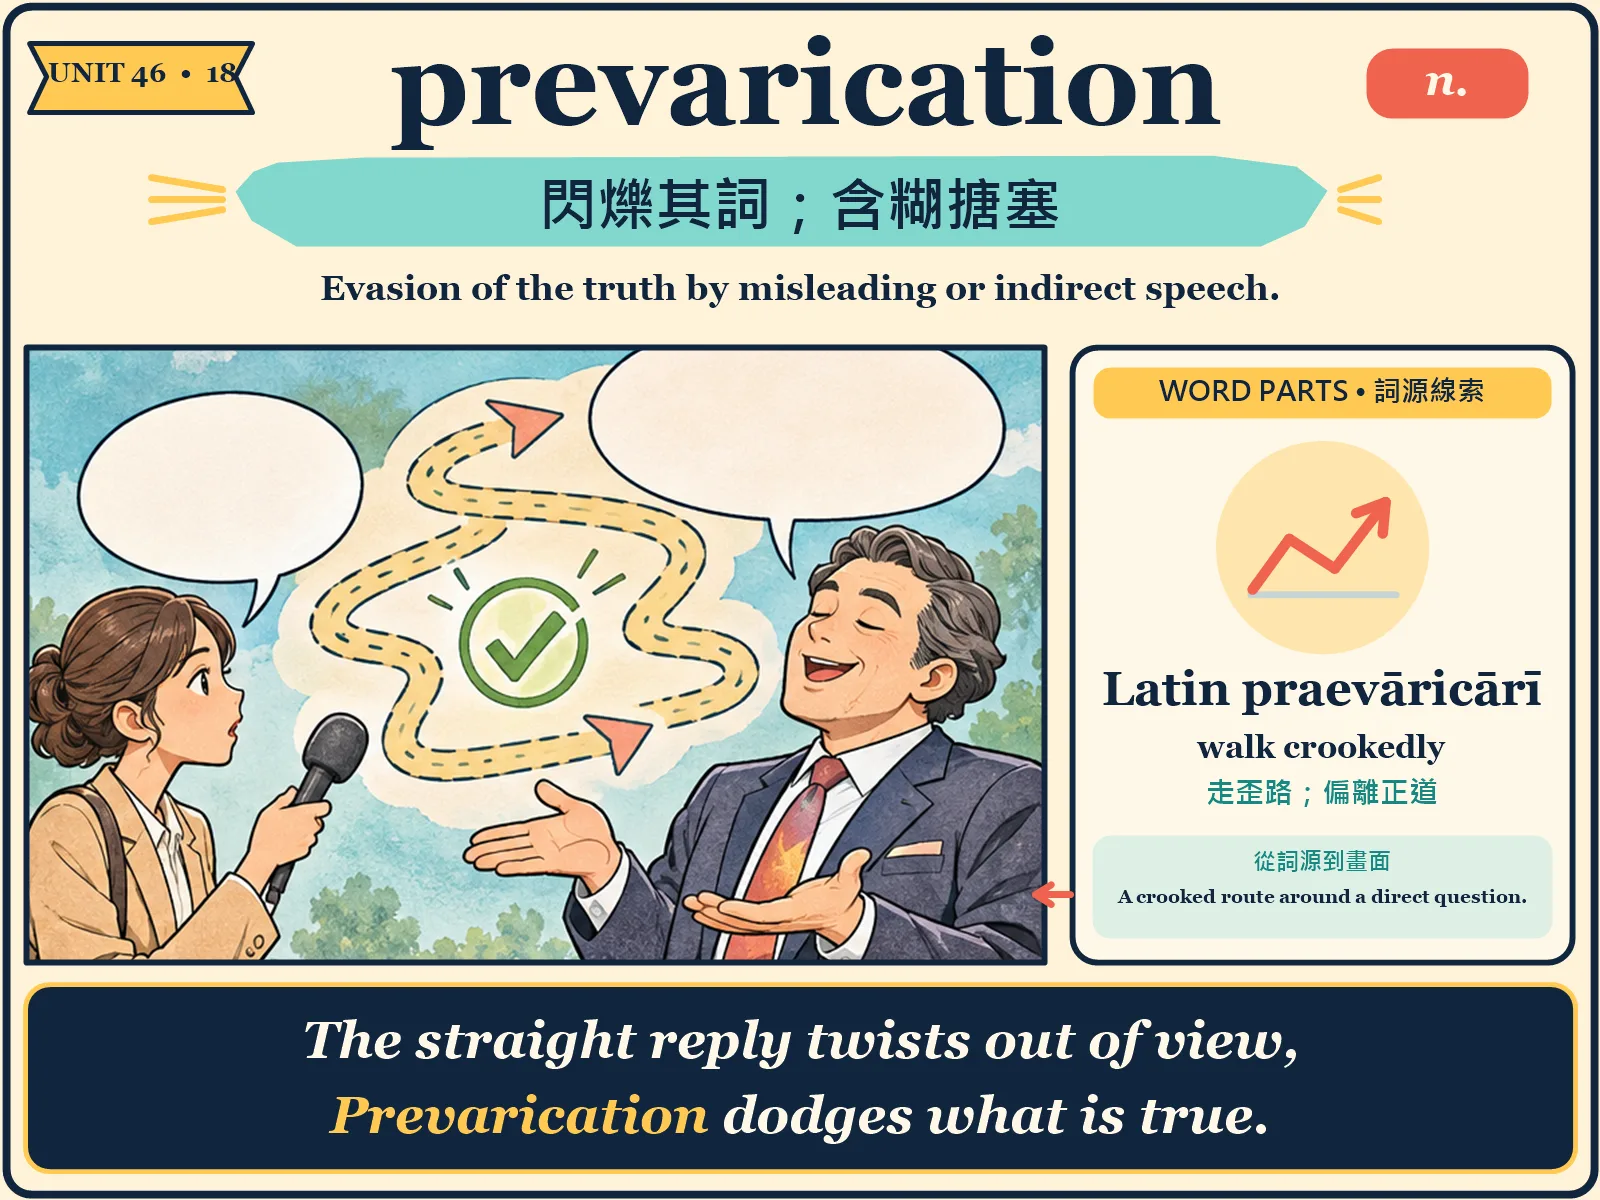 UNIT 46 • 18
prevarication
n.
閃爍其詞；含糊搪塞
Evasion of the truth by misleading or indirect speech.
WORD PARTS • 詞源線索
Latin praevāricārī
walk crookedly
走歪路；偏離正道
從詞源到畫面
A crooked route around a direct question.
The straight reply twists out of view,
Prevarication dodges what is true.